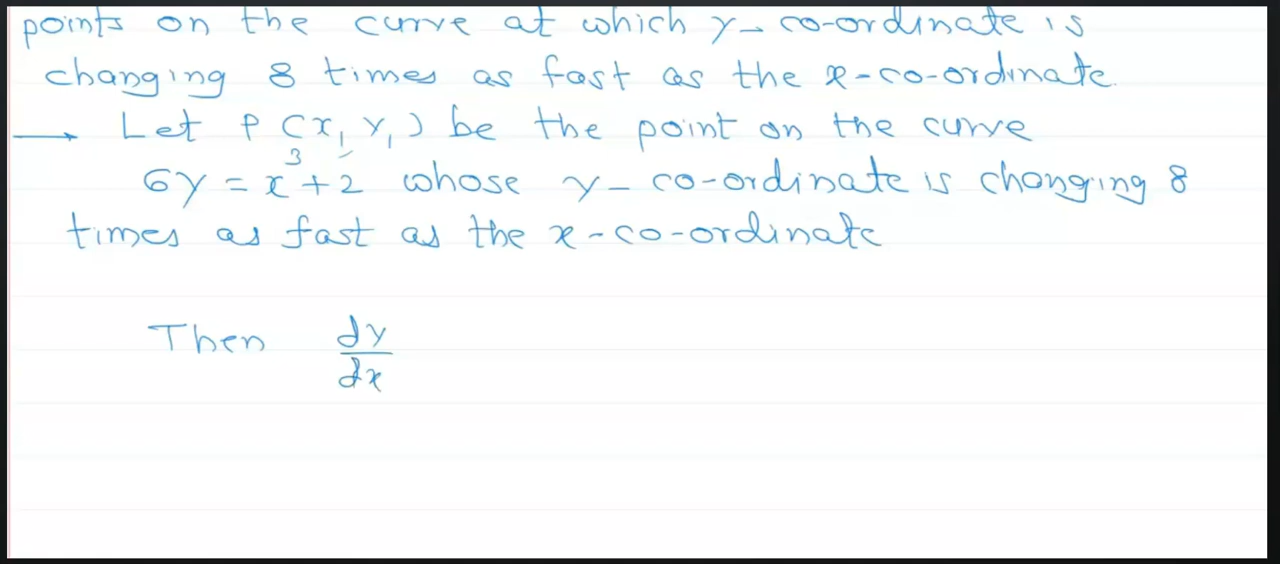 points on the curve at which y-co-ordinate is
changing 8 times as fast as the x-co-ordinate.
→ Let P(x₁, y₁) be the point on the curve
6y = x³ + 2 whose y-co-ordinate is changing 8
times as fast as the x-co-ordinate
Then dy/dx